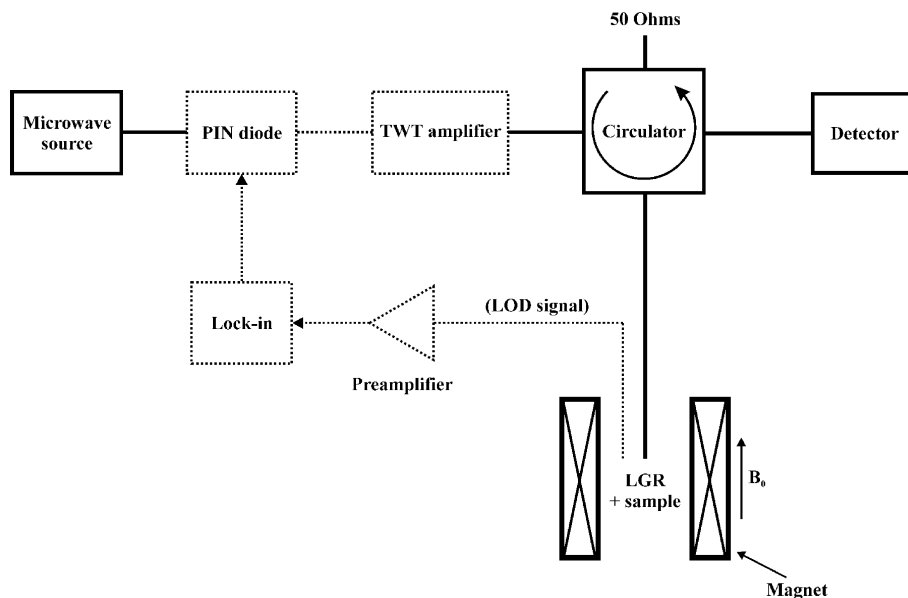 50 Ohms
Microwave
source
PIN diode
TWT amplifier
Circulator
Detector
(LOD signal)
Lock-in
Preamplifier
LGR
+ sample
B₀
Magnet